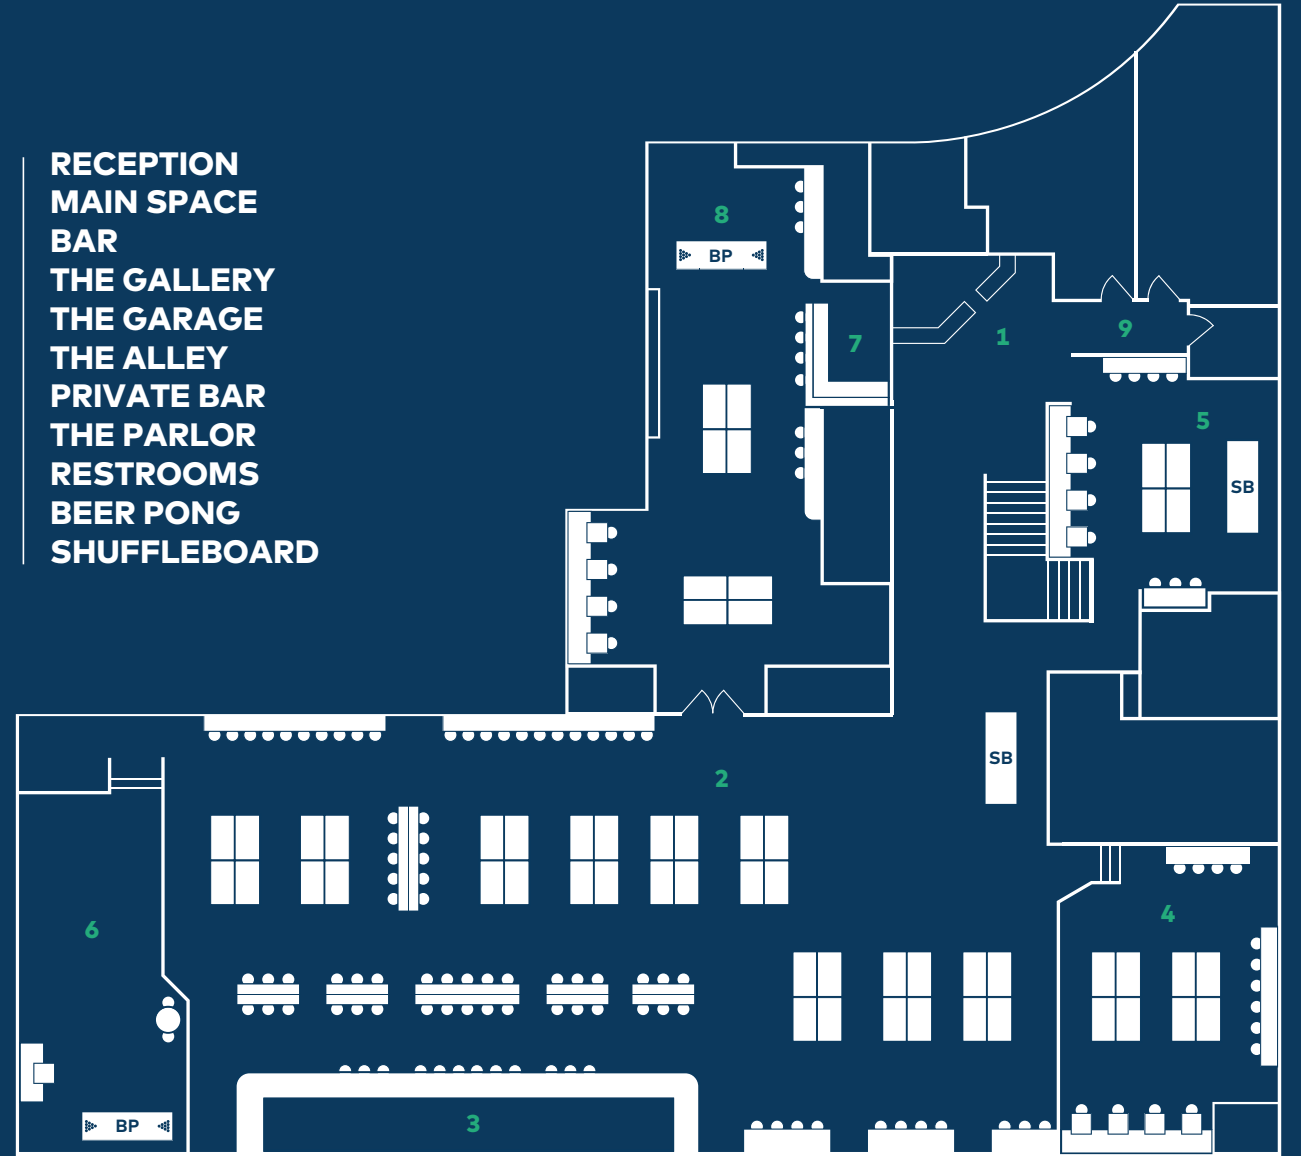 RECEPTION
MAIN SPACE
BAR
THE GALLERY
THE GARAGE
THE ALLEY
PRIVATE BAR
THE PARLOR
RESTROOMS
BEER PONG
SHUFFLEBOARD
8
BP
1
9
7
5
SB
2
SB
4
6
3
BP